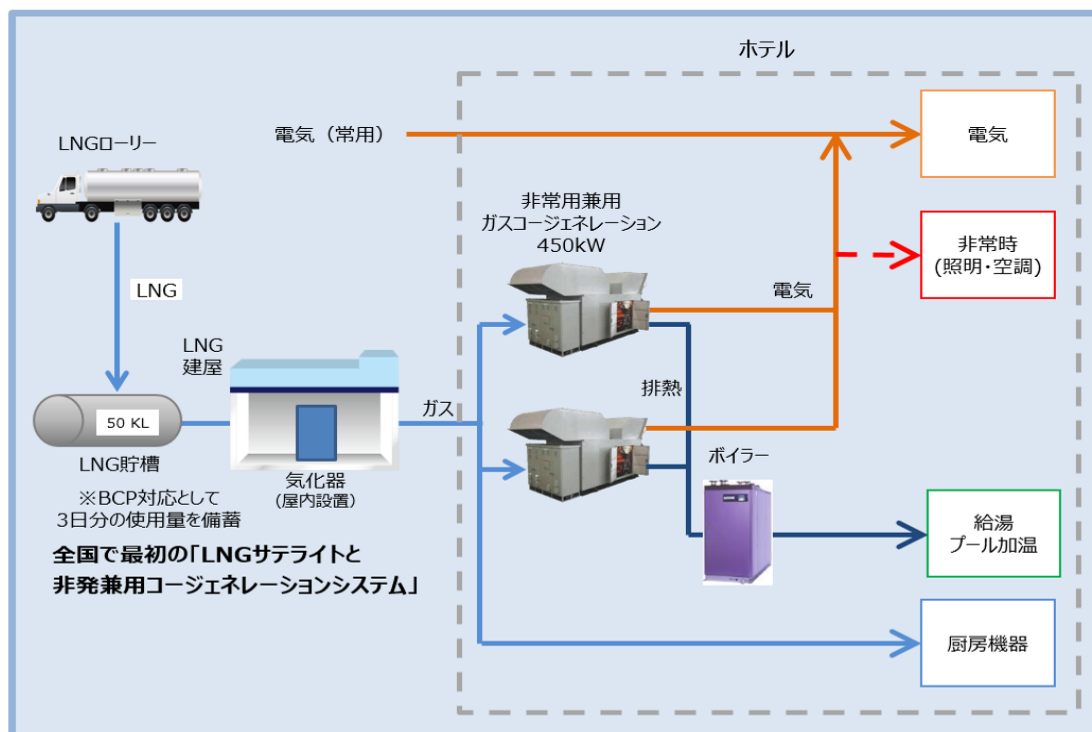 ホテル
電気（常用）
電気
LNGローリー
非常用兼用
ガスコージェネレーション
450kW
非常時
(照明・空調)
電気
LNG
LNG
建屋
ガス
排熱
50 KL
LNG貯槽
気化器
(屋内設置)
ボイラー
※BCP対応として
3日分の使用量を備蓄
給湯
プール加温
全国で最初の「LNGサテライトと
非発兼用コージェネレーションシステム」
厨房機器